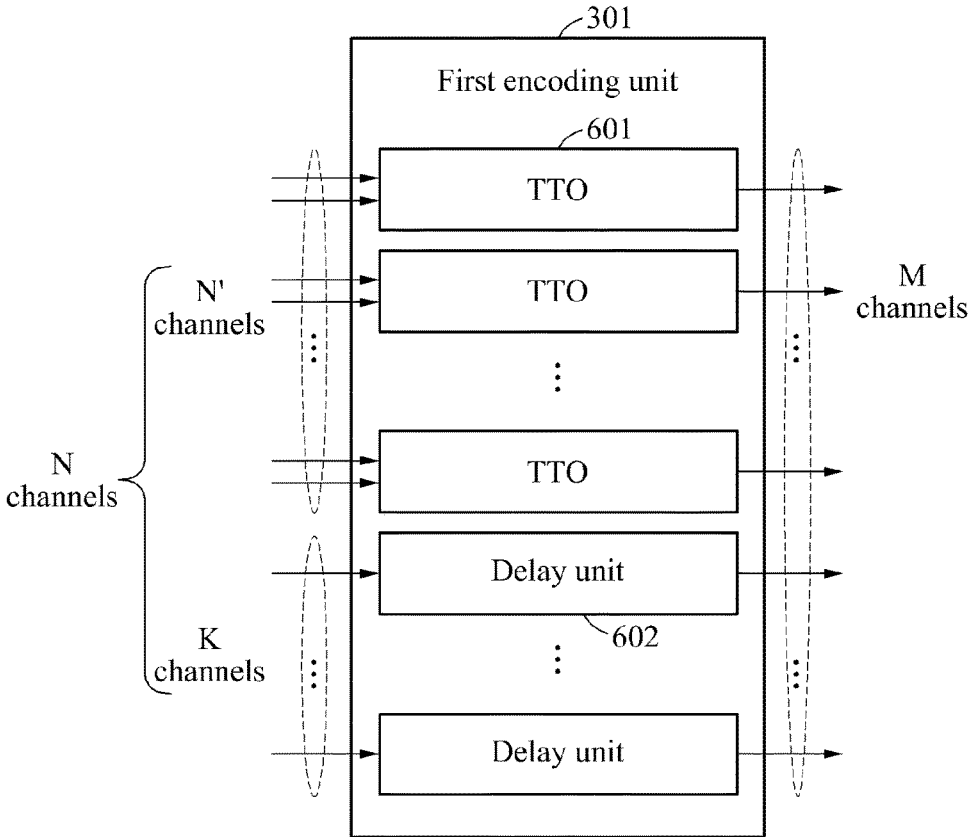 301
First encoding unit
601
TTO
N'
channels
TTO
M
channels
N
channels
TTO
Delay unit
602
K
channels
Delay unit